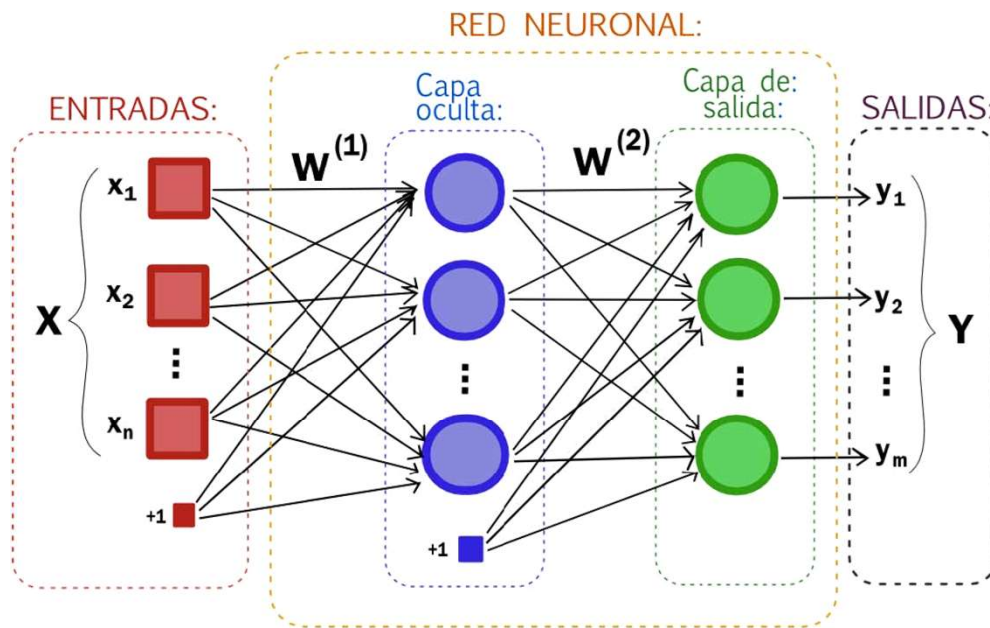 RED NEURONAL:
ENTRADAS:
Capa
oculta:
Capa de:
salida:
SALIDAS:
W(1)
W(2)
X
x1
x2
⋮
xn
+1
⋮
+1
⋮
y1
y2
⋮
ym
Y